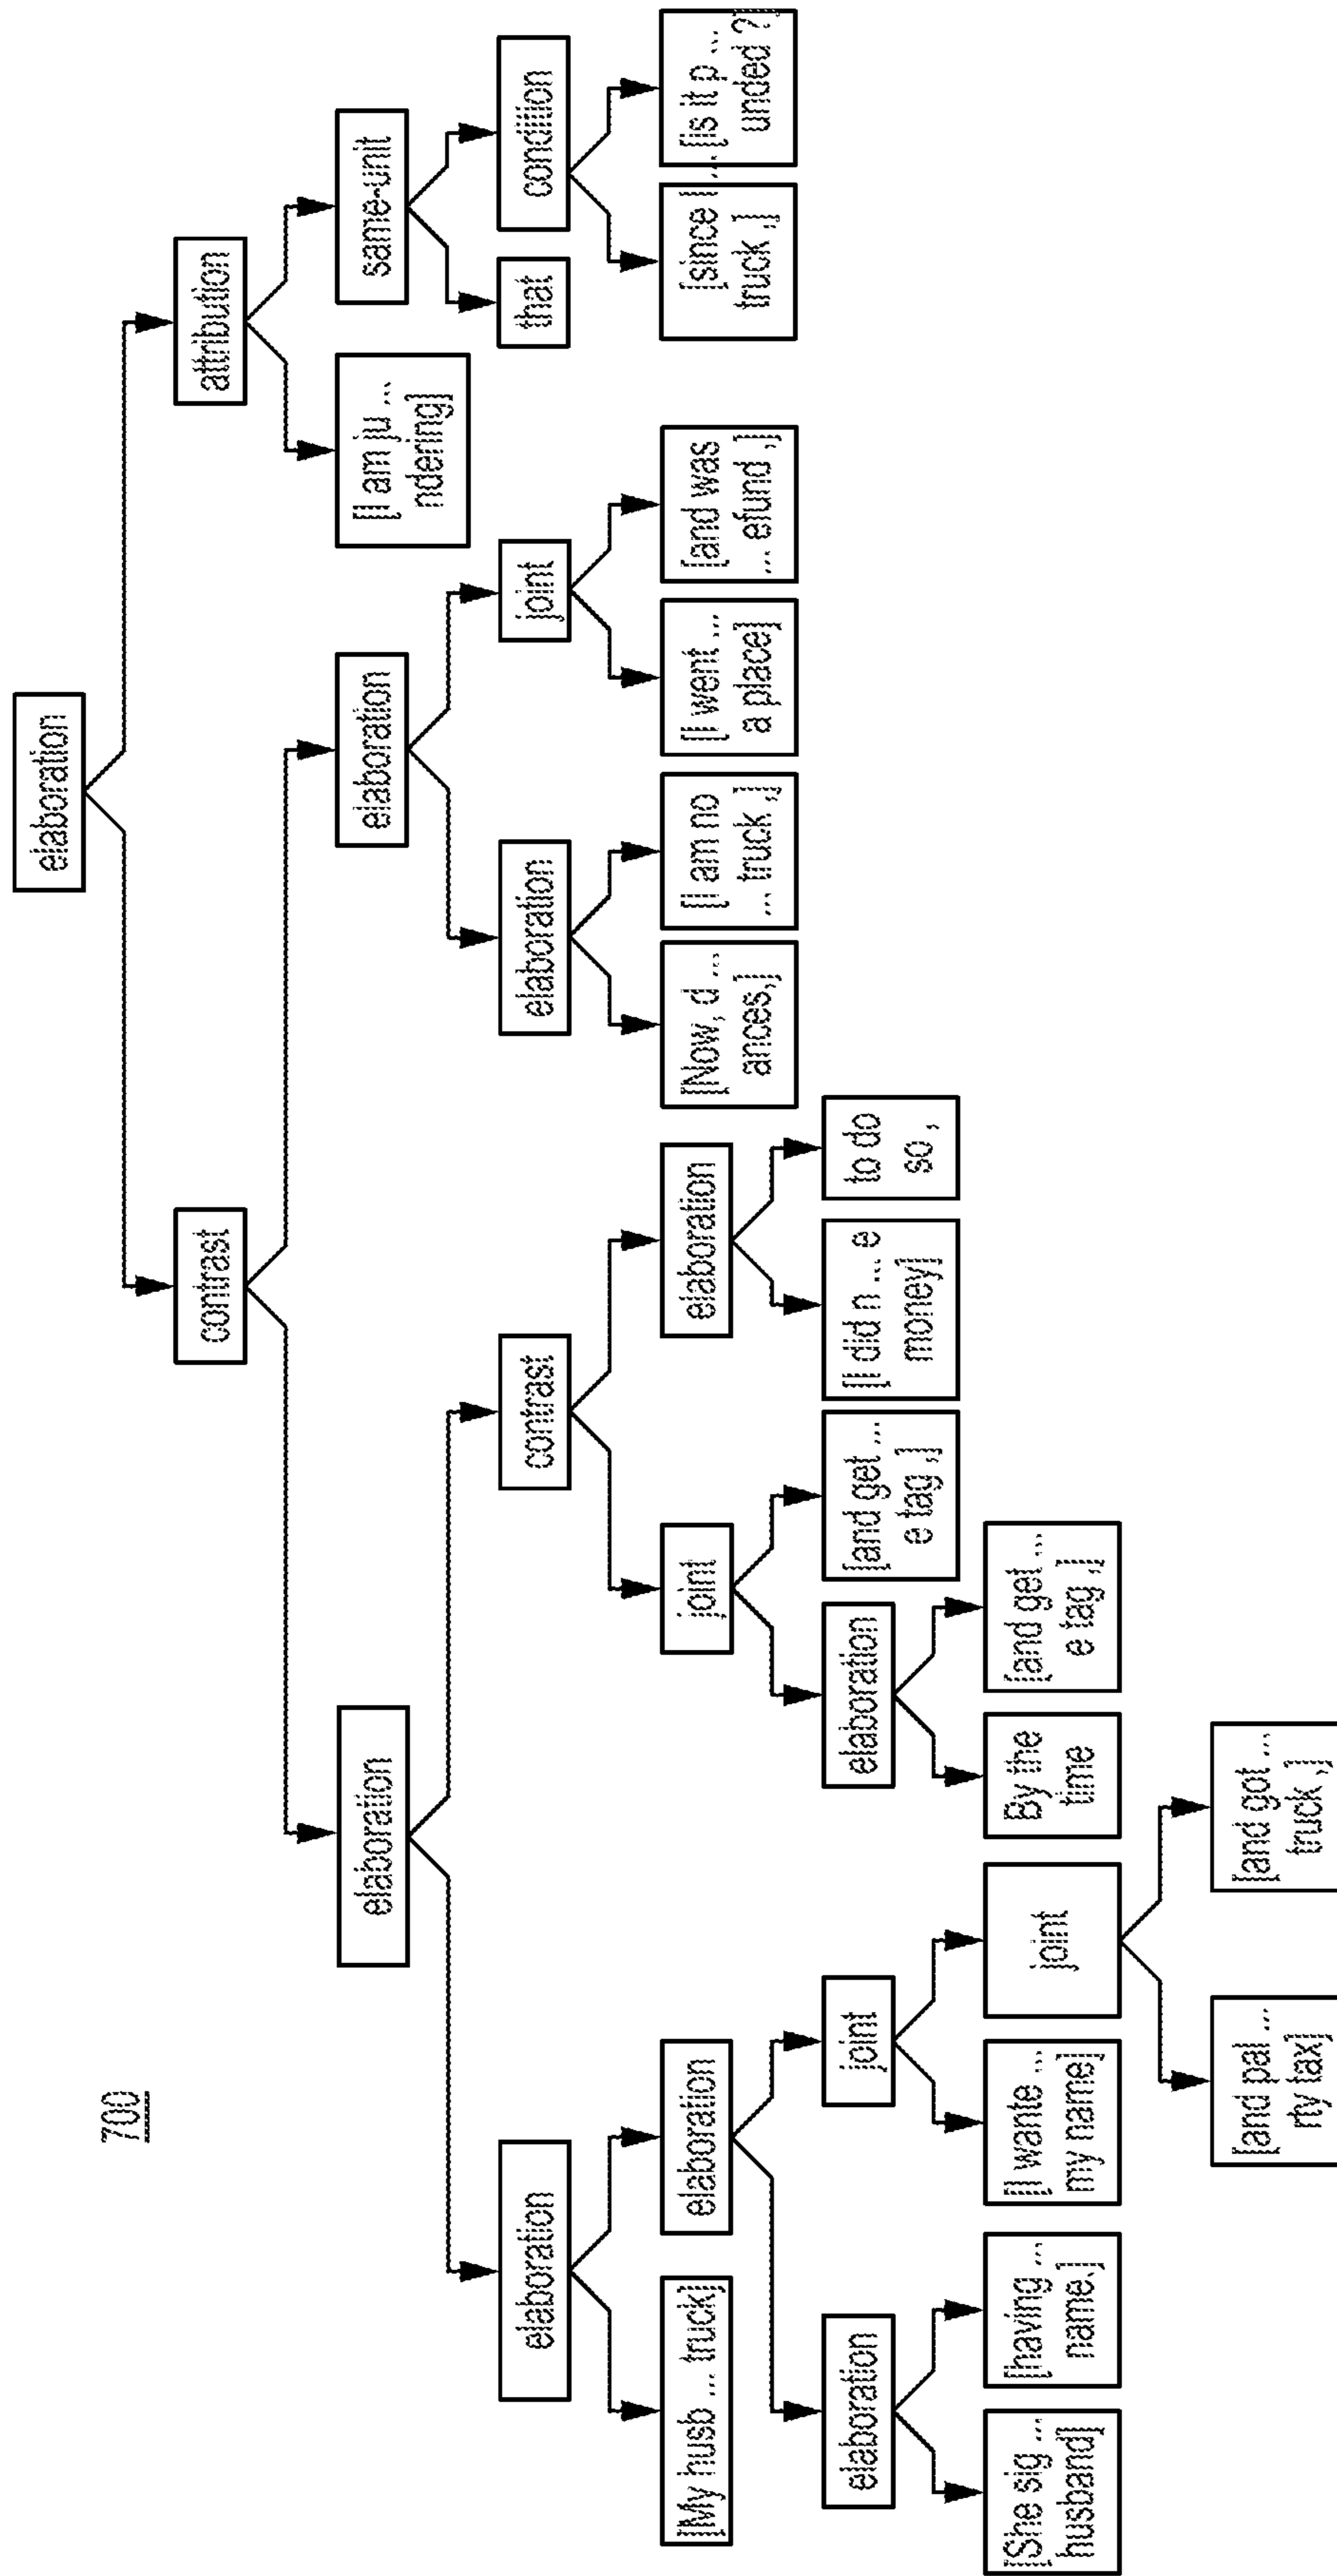 700
elaboration
contrast
attribution
elaboration
elaboration
[I am ju ...
ndering]
same-unit
elaboration
contrast
elaboration
joint
that
condition
[My husb ... truck]
elaboration
joint
elaboration
[Now, d ...
ances,]
[I am no
... truck ,]
[I went ...
a place]
[and was
... efund ,]
[since I ...
truck ,]
[is it p ...
unded ?]
elaboration
joint
elaboration
[and get ...
e tag ,]
[I did n ... e
money]
to do
so ,
[She sig ...
husband]
[having ...
name,]
[I wante ...
my name]
joint
By the
time
[and get ...
e tag ,]
[and pal ...
rty tax]
[and got ...
truck ,]